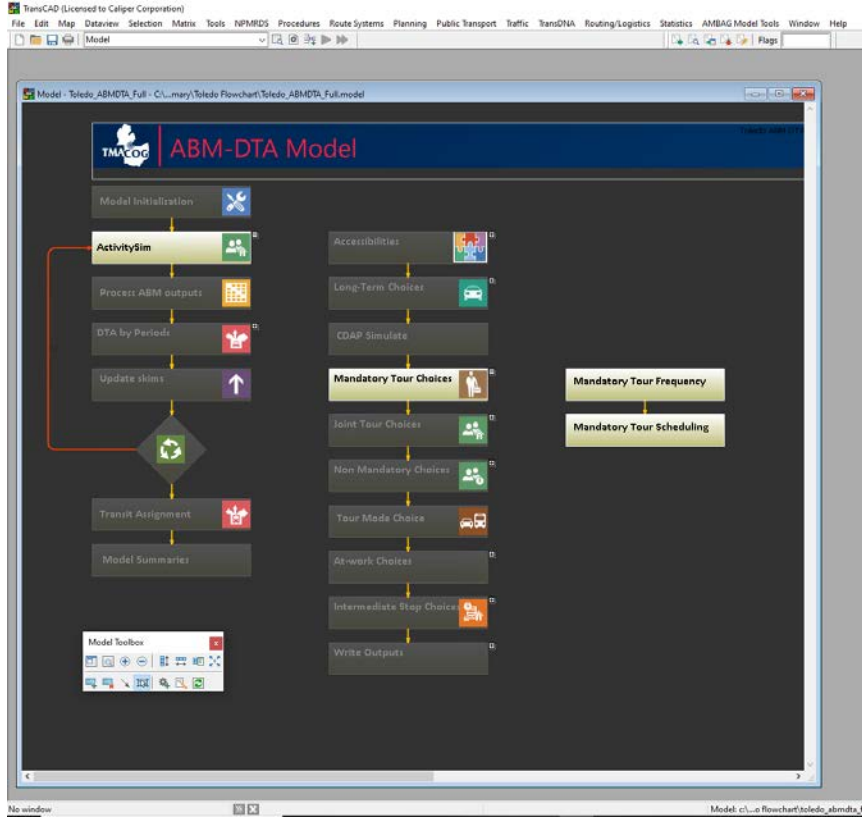 TransCAD (Licensed to Caliper Corporation)
File Edit Map Dataview Selection Matrix Tools NPMRDS Procedures Route Systems Planning Public Transport Traffic TransDNA Routing/Logistics Statistics AMBAG Model Tools Window Help
Model Flags
Model - Toledo_ABMDTA_Full - C:\...mary\Toledo Flowchart\Toledo_ABMDTA_Full.model
TMACOG ABM-DTA Model
Model Initialization
ActivitySim
Process ABM outputs
DTA by Periods
Update skims
Transit Assignment
Model Summaries
Accessibilities
Long-Term Choices
CDAP Simulate
Mandatory Tour Choices
Joint Tour Choices
Non Mandatory Choices
Tour Mode Choice
At-work Choices
Intermediate Stop Choices
Write Outputs
Mandatory Tour Frequency
Mandatory Tour Scheduling
Model Toolbox
No window Model: c:\...o flowchart\toledo_abmdta_f